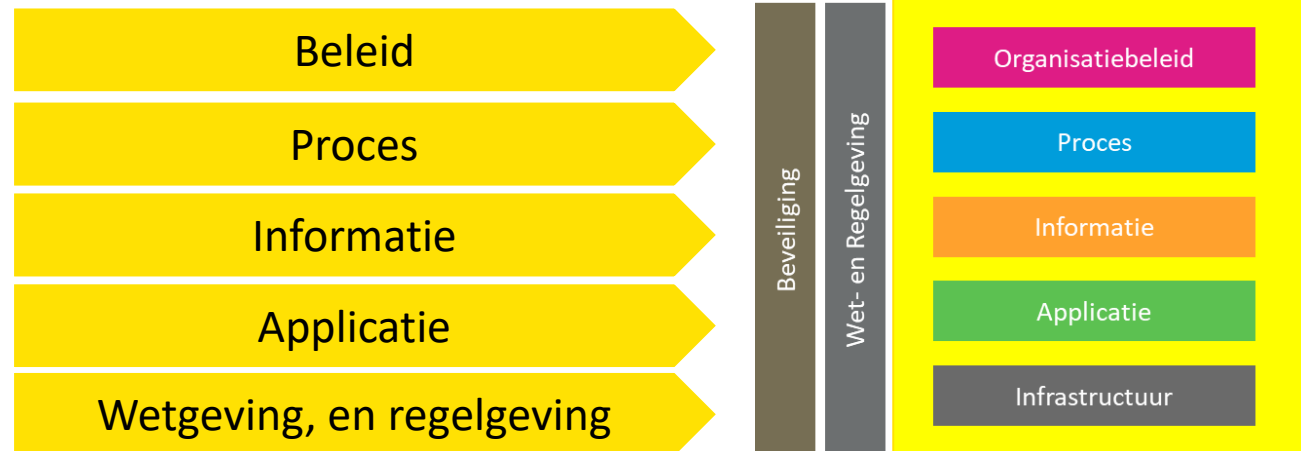 Beleid
Proces
Informatie
Applicatie
Wetgeving, en regelgeving
Beveiliging
Wet- en Regelgeving
Organisatiebeleid
Proces
Informatie
Applicatie
Infrastructuur